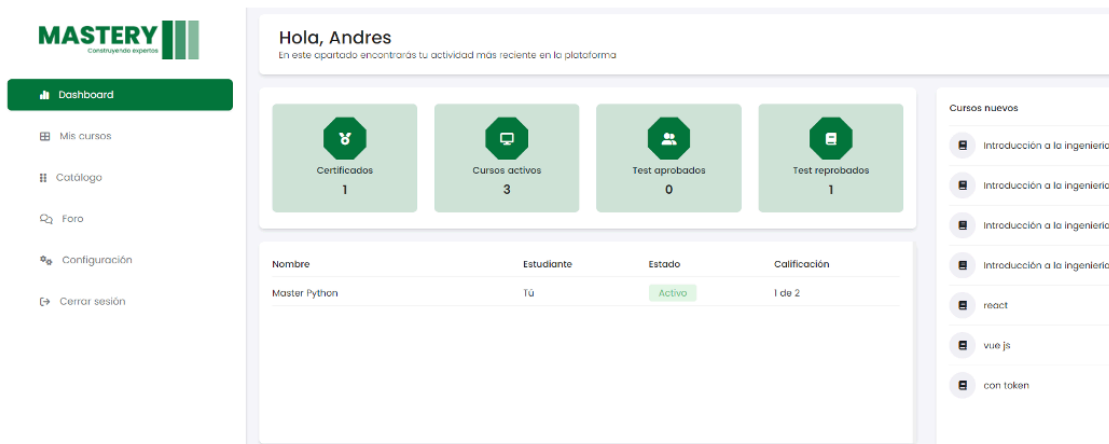 MASTERY
Construyendo expertos
Dashboard
Mis cursos
Catálogo
Foro
Configuración
Cerrar sesión
Hola, Andres
En este apartado encontrarás tu actividad más reciente en la plataforma
Certificados
1
Cursos activos
3
Test aprobados
0
Test reprobados
1
Nombre Estudiante Estado Calificación
Master Python Tú Activo 1 de 2
Cursos nuevos
Introducción a la ingenieria
Introducción a la ingenieria
Introducción a la ingenieria
Introducción a la ingenieria
react
vue js
con token